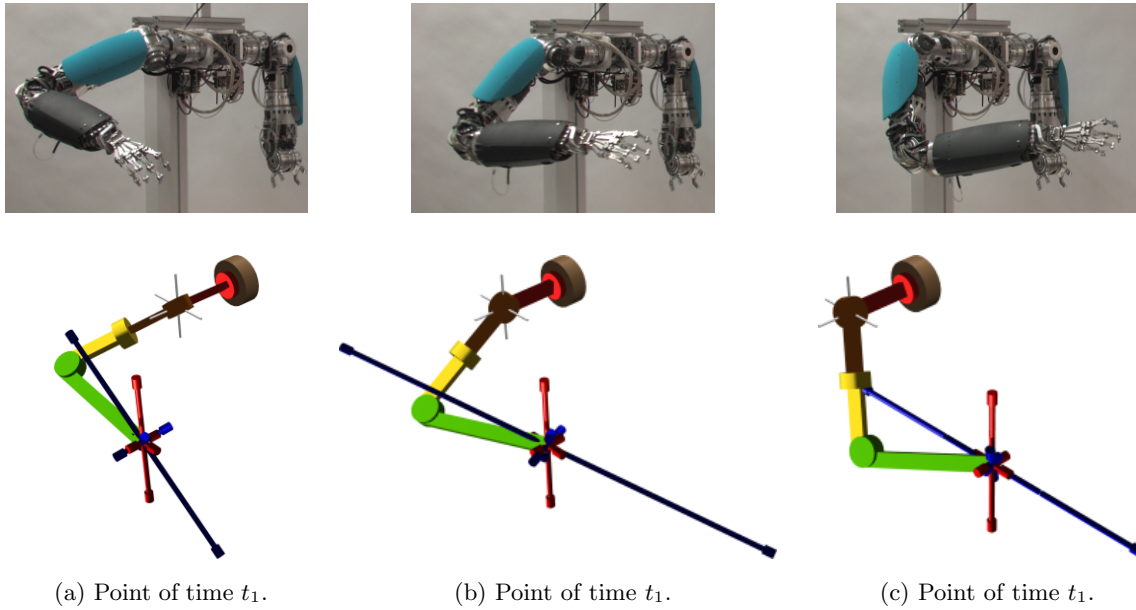 (a) Point of time t₁.
(b) Point of time t₁.
(c) Point of time t₁.